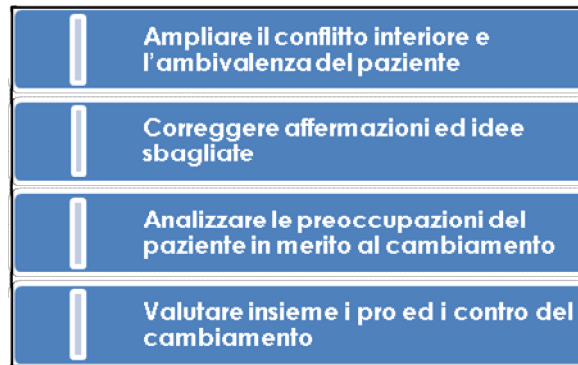 Ampliare il conflitto interiore e
l'ambivalenza del paziente
Correggere affermazioni ed idee
sbagliate
Analizzare le preoccupazioni del
paziente in merito al cambiamento
Valutare insieme i pro ed i contro del
cambiamento